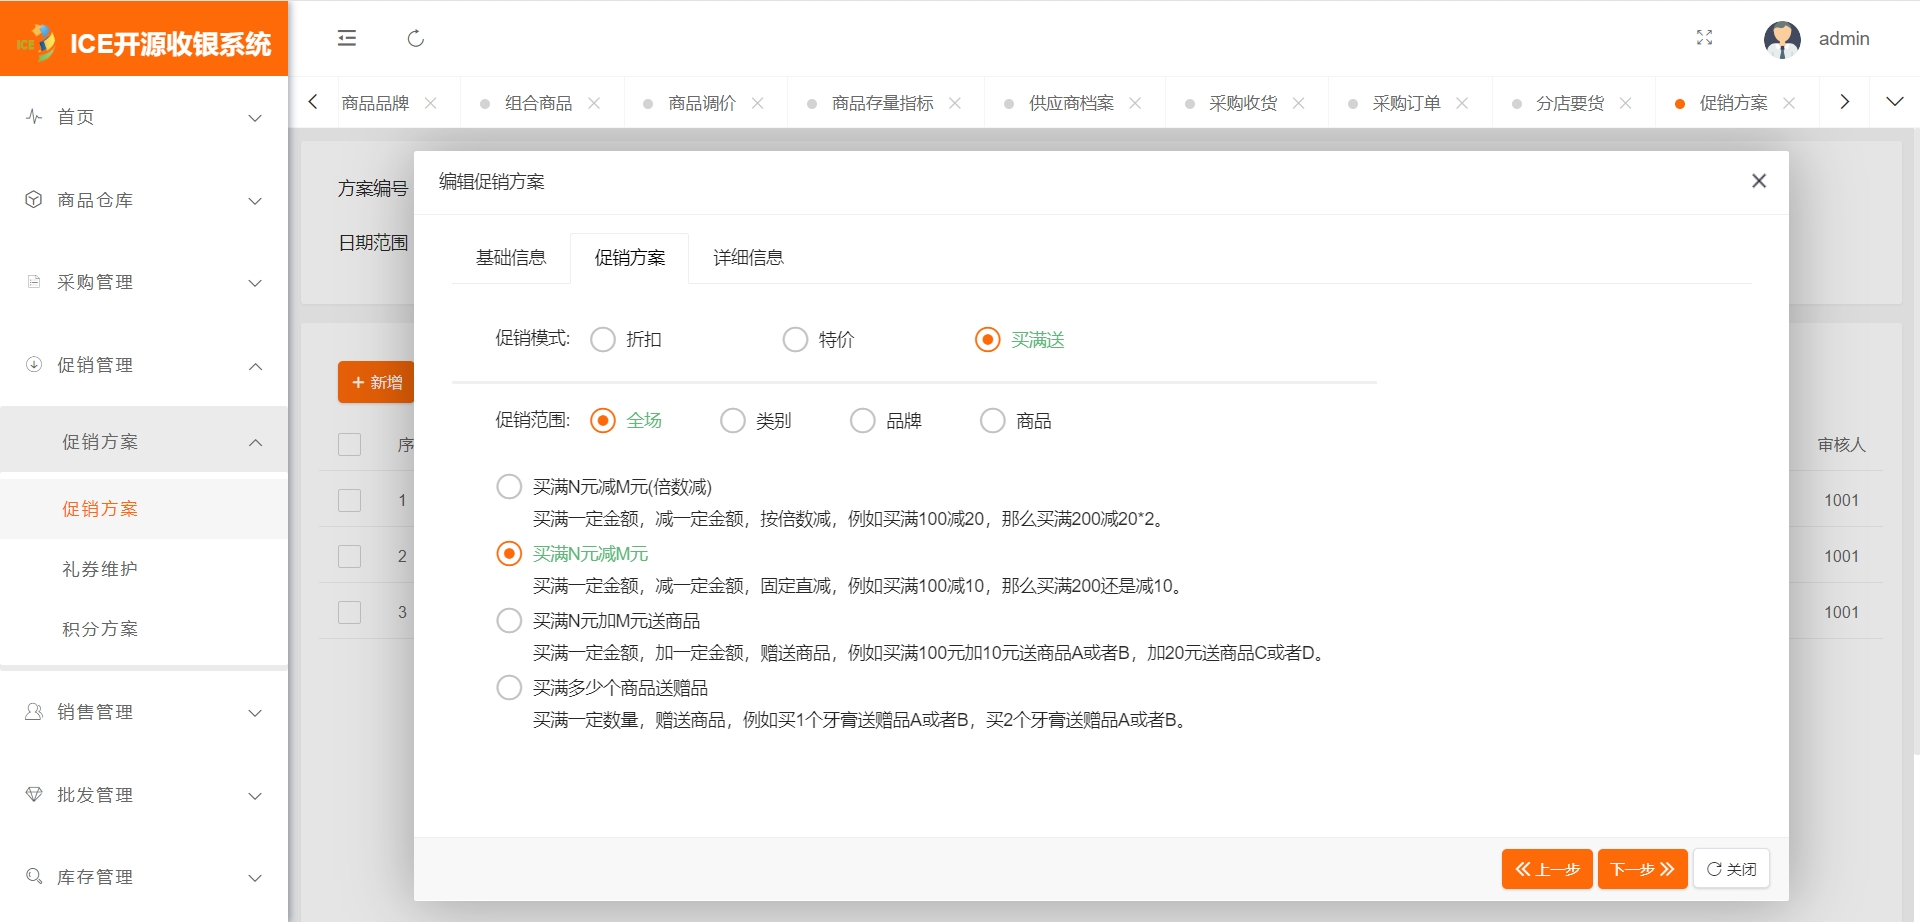 ICE开源收银系统
admin
商品品牌
组合商品
商品调价
商品存量指标
供应商档案
采购收货
采购订单
分店要货
促销方案
首页
商品仓库
采购管理
促销管理
促销方案
促销方案
礼券维护
积分方案
销售管理
批发管理
库存管理
方案编号
日期范围
新增
序
审核人
1 1001
2 1001
3 1001
编辑促销方案
基础信息 促销方案 详细信息
促销模式: 折扣 特价 买满送
促销范围: 全场 类别 品牌 商品
买满N元减M元(倍数减)
买满一定金额，减一定金额，按倍数减，例如买满100减20，那么买满200减20*2。
买满N元减M元
买满一定金额，减一定金额，固定直减，例如买满100减10，那么买满200还是减10。
买满N元加M元送商品
买满一定金额，加一定金额，赠送商品，例如买满100元加10元送商品A或者B，加20元送商品C或者D。
买满多少个商品送赠品
买满一定数量，赠送商品，例如买1个牙膏送赠品A或者B，买2个牙膏送赠品A或者B。
上一步 下一步 关闭